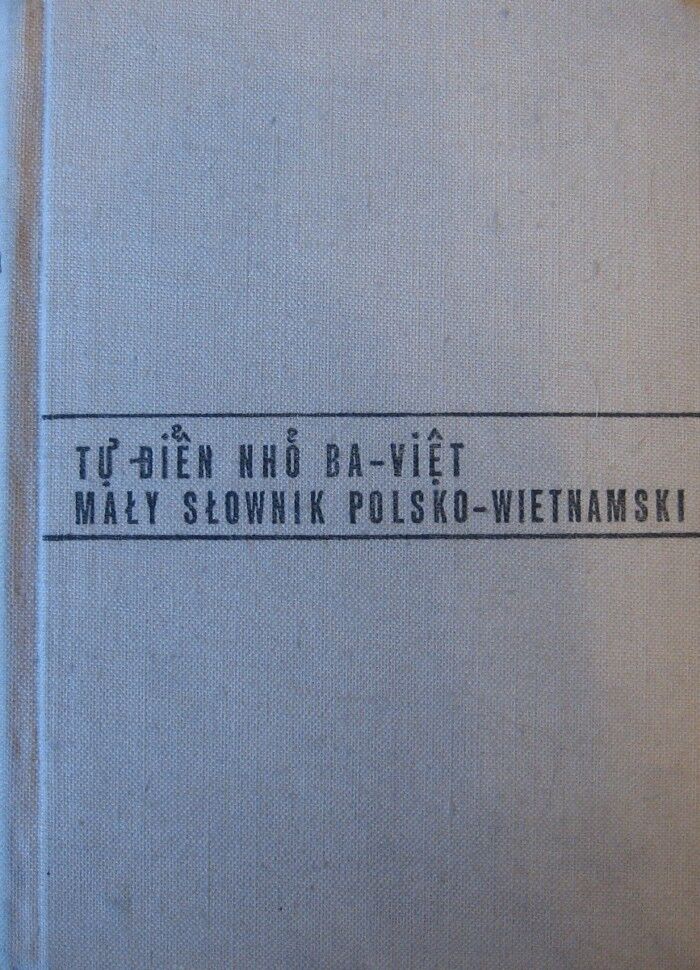 TỰ-ĐIỂN NHỎ BA-VIỆT
MAŁY SŁOWNIK POLSKO-WIETNAMSKI